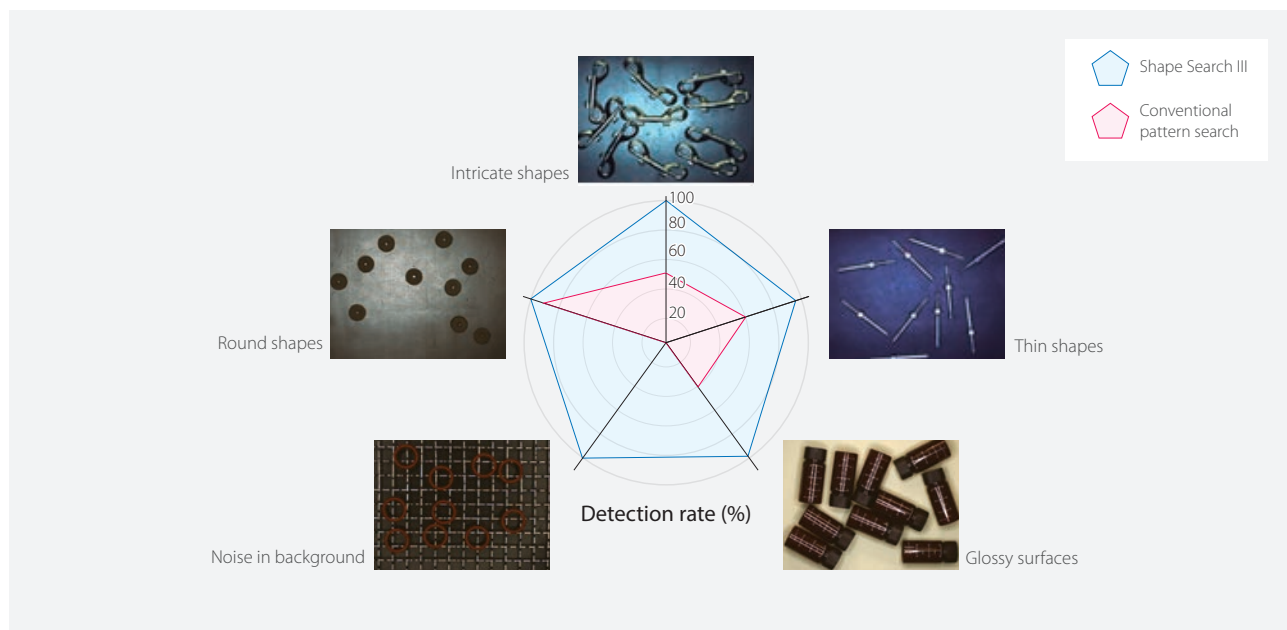 Shape Search III
Conventional
pattern search
Intricate shapes
100
80
60
40
20
Round shapes
Thin shapes
Detection rate (%)
Noise in background
Glossy surfaces